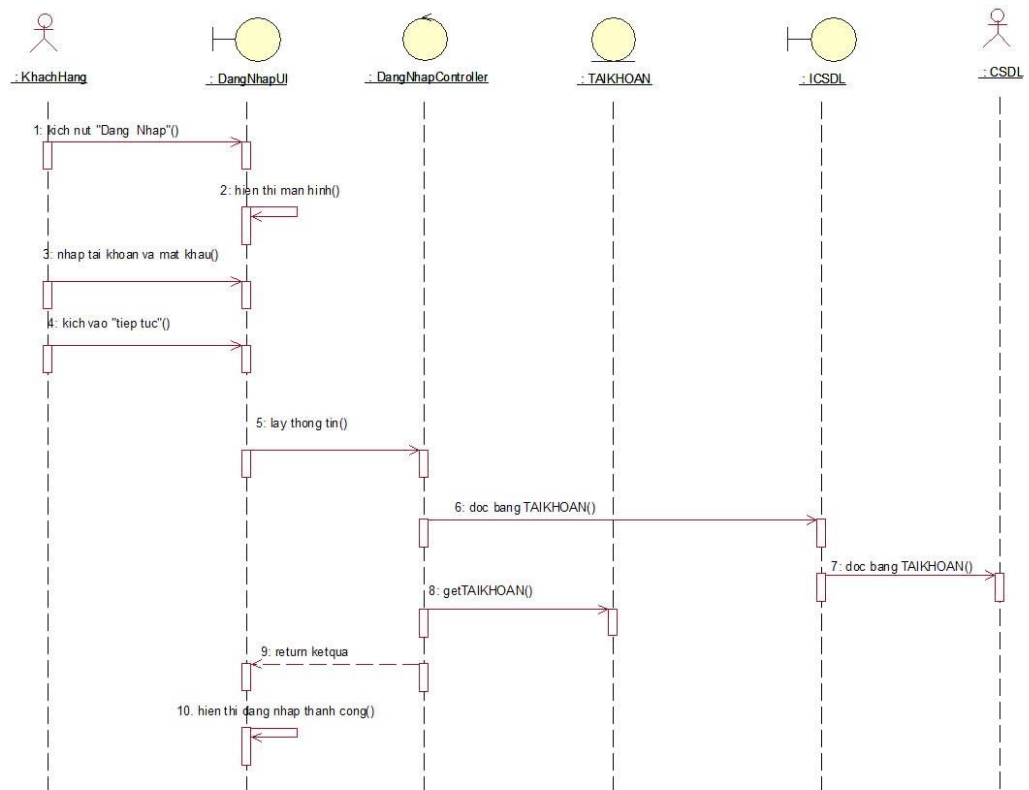 : KhachHang
: DangNhapUI
: DangNhapController
: TAIKHOAN
: ICSDL
: CSDL
1: kich nut "Dang Nhap"()
2: hien thi man hinh()
3: nhap tai khoan va mat khau()
4: kich vao "tiep tuc"()
5: lay thong tin()
6: doc bang TAIKHOAN()
7: doc bang TAIKHOAN()
8: getTAIKHOAN()
9: return ketqua
10. hien thi dang nhap thanh cong()